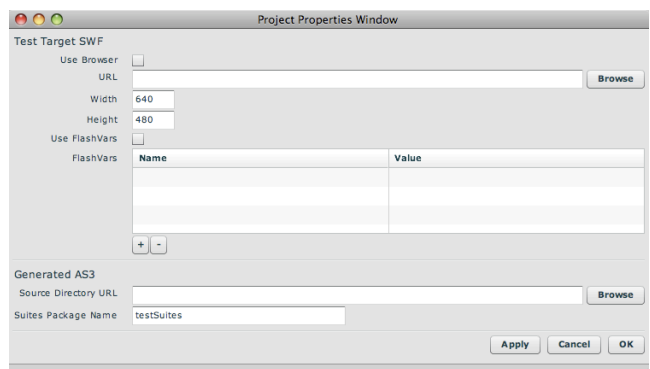 Project Properties Window
Test Target SWF
Use Browser
URL
Browse
Width 640
Height 480
Use FlashVars
FlashVars Name Value
+ -
Generated AS3
Source Directory URL Browse
Suites Package Name testSuites
Apply Cancel OK